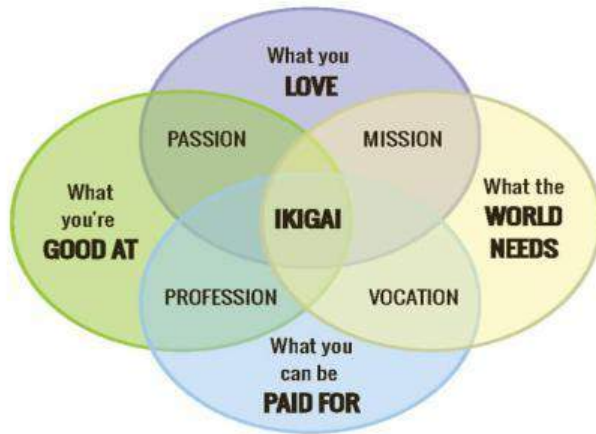 What you
LOVE
PASSION
MISSION
What
you're
GOOD AT
IKIGAI
What the
WORLD
NEEDS
PROFESSION
VOCATION
What you
can be
PAID FOR